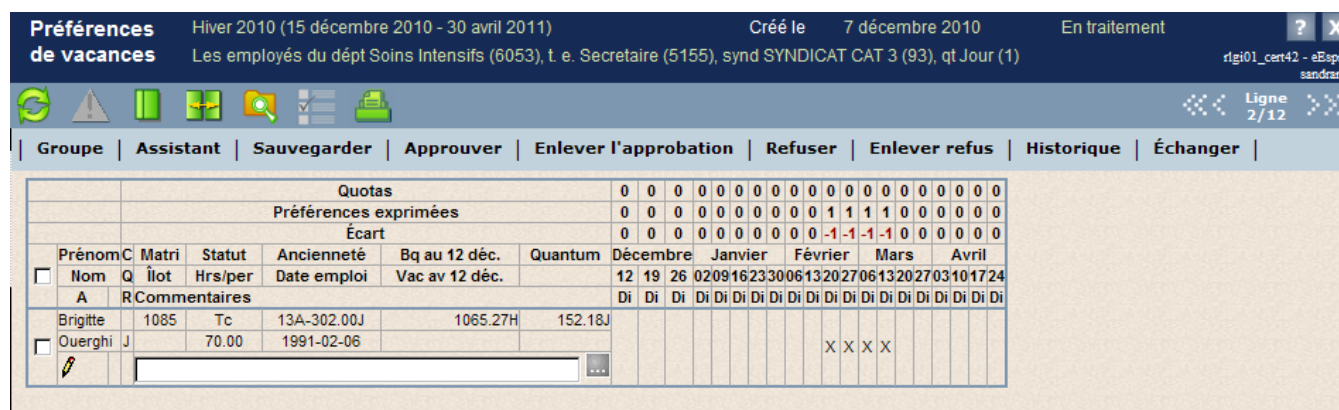 Préférences Hiver 2010 (15 décembre 2010 - 30 avril 2011) Créé le 7 décembre 2010 En traitement ? X
de vacances Les employés du dépt Soins Intensifs (6053), t. e. Secretaire (5155), synd SYNDICAT CAT 3 (93), qt Jour (1)
rlgi01_cert42 - eEspr
sandran
Ligne
2/12
| Groupe | Assistant | Sauvegarder | Approuver | Enlever l'approbation | Refuser | Enlever refus | Historique | Échanger |
Quotas 0 0 0 0 0 0 0 0 0 0 0 0 0 0 0 0 0 0 0 0
Préférences exprimées 0 0 0 0 0 0 0 0 0 0 1 1 1 1 0 0 0 0 0 0
Écart 0 0 0 0 0 0 0 0 0 0 -1 -1 -1 -1 0 0 0 0 0 0
Prénom C Matri Statut Ancienneté Bq au 12 déc. Quantum Décembre Janvier Février Mars Avril
Nom Q Îlot Hrs/per Date emploi Vac av 12 déc. 12 19 26 02 09 16 23 30 06 13 20 27 06 13 20 27 03 10 17 24
A R Commentaires Di Di Di Di Di Di Di Di Di Di Di Di Di Di Di Di Di Di Di Di
Brigitte 1085 Tc 13A-302.00J 1065.27H 152.18J
Ouerghi J 70.00 1991-02-06 X X X X
...